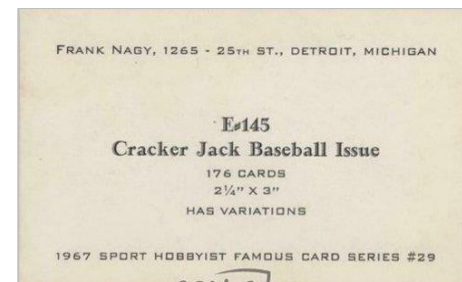 FRANK NAGY, 1265 - 25TH ST., DETROIT, MICHIGAN
E-145
Cracker Jack Baseball Issue
176 CARDS
2¼" X 3"
HAS VARIATIONS
1967 SPORT HOBBYIST FAMOUS CARD SERIES #29